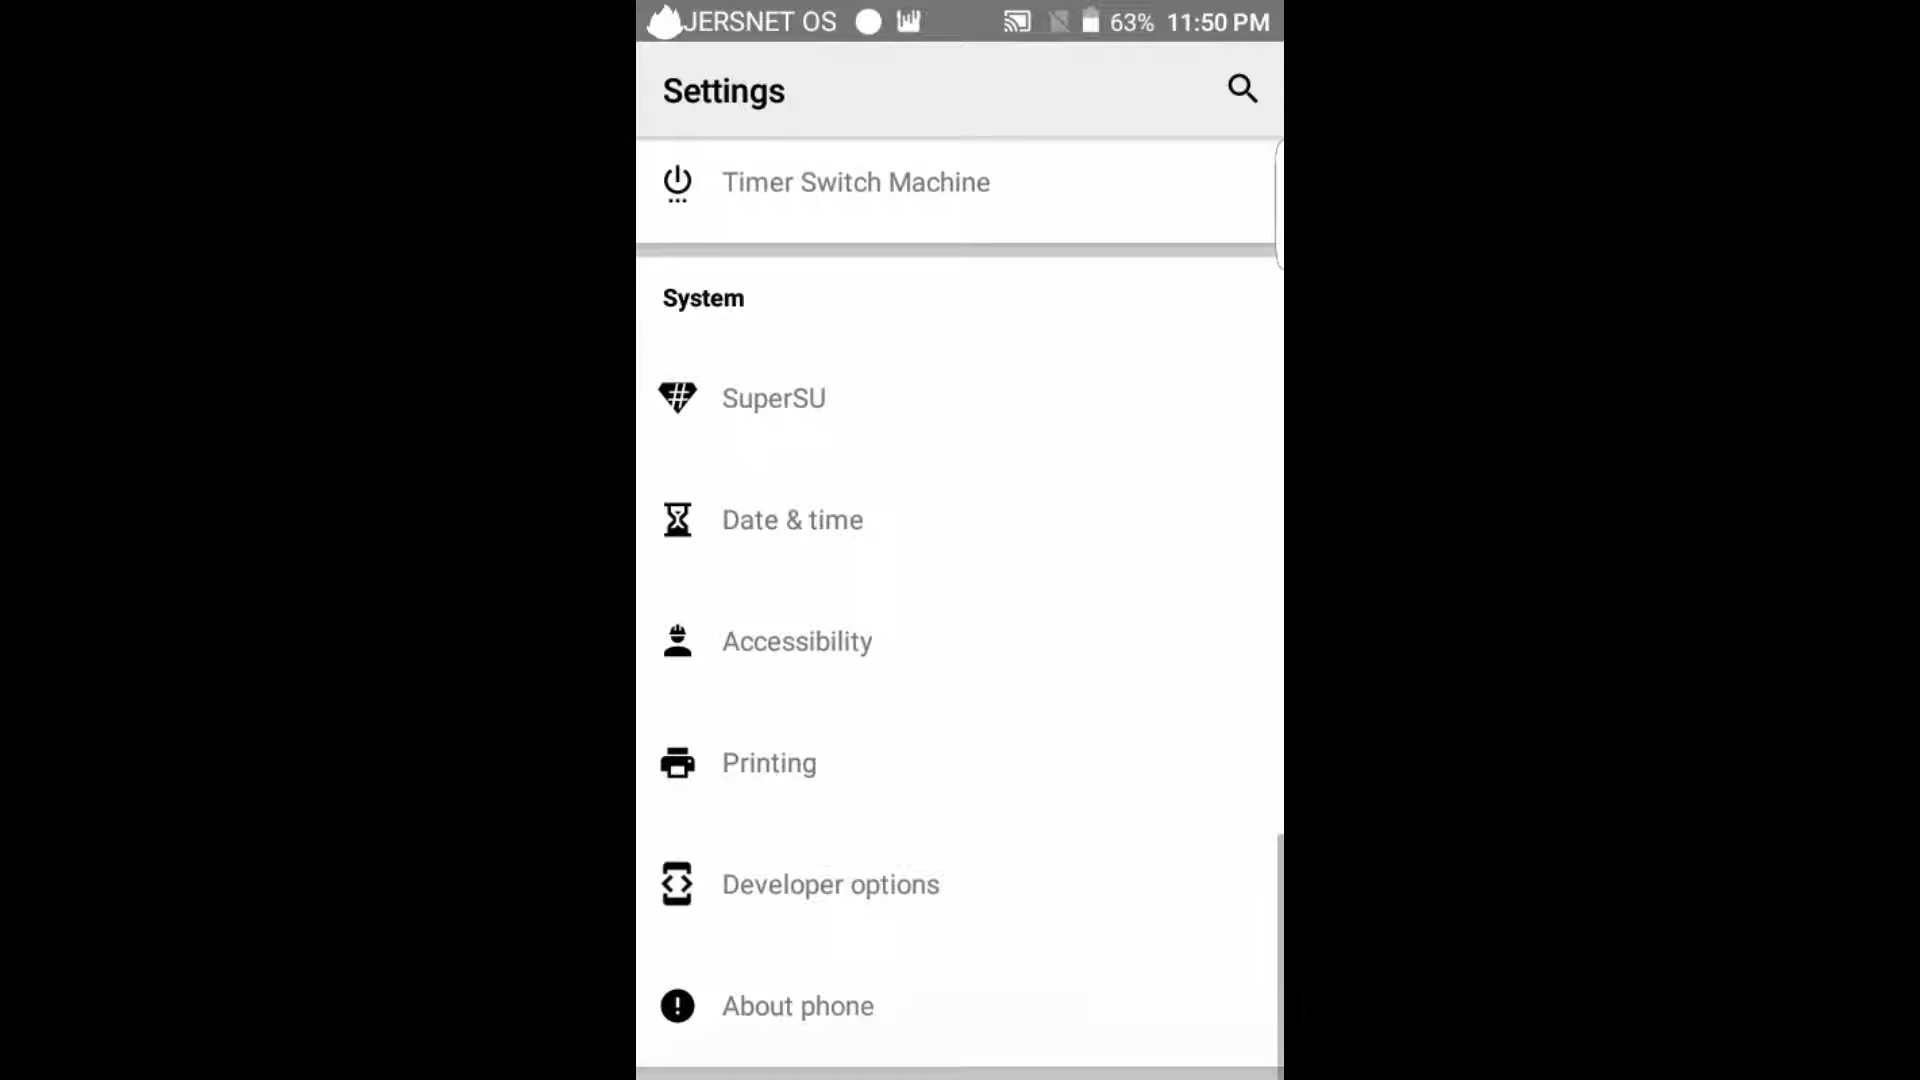 JERSNET OS 63% 11:50 PM
Settings
Timer Switch Machine
System
SuperSU
Date & time
Accessibility
Printing
Developer options
About phone